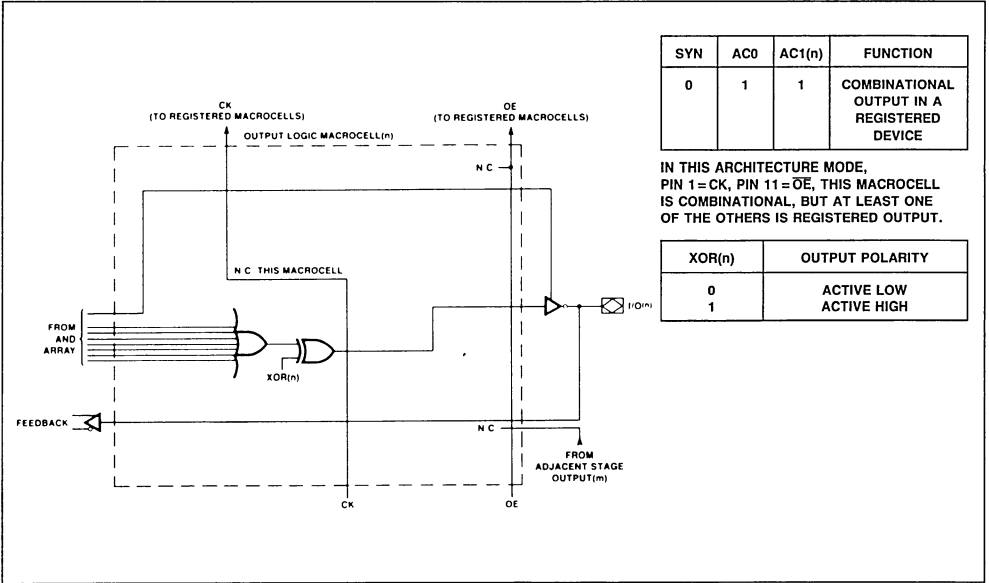 CK
(TO REGISTERED MACROCELLS)
OE
(TO REGISTERED MACROCELLS)
OUTPUT LOGIC MACROCELL(n)
N C
N C THIS MACROCELL
FROM
AND
ARRAY
XOR(n)
I/O(n)
FEEDBACK
N C
FROM
ADJACENT STAGE
OUTPUT(m)
CK
OE
SYN AC0 AC1(n) FUNCTION
0 1 1 COMBINATIONAL
OUTPUT IN A
REGISTERED
DEVICE
IN THIS ARCHITECTURE MODE,
PIN 1 = CK, PIN 11 = O̅E̅, THIS MACROCELL
IS COMBINATIONAL, BUT AT LEAST ONE
OF THE OTHERS IS REGISTERED OUTPUT.
XOR(n) OUTPUT POLARITY
0 ACTIVE LOW
1 ACTIVE HIGH